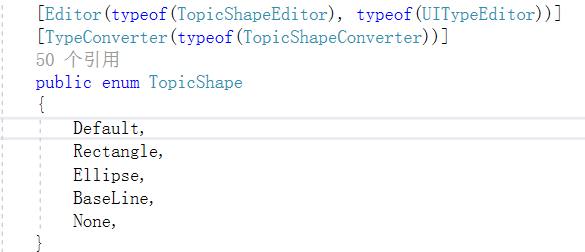 [Editor(typeof(TopicShapeEditor), typeof(UITypeEditor))]
[TypeConverter(typeof(TopicShapeConverter))]
50 个引用
public enum TopicShape
{
Default,
Rectangle,
Ellipse,
BaseLine,
None,
}